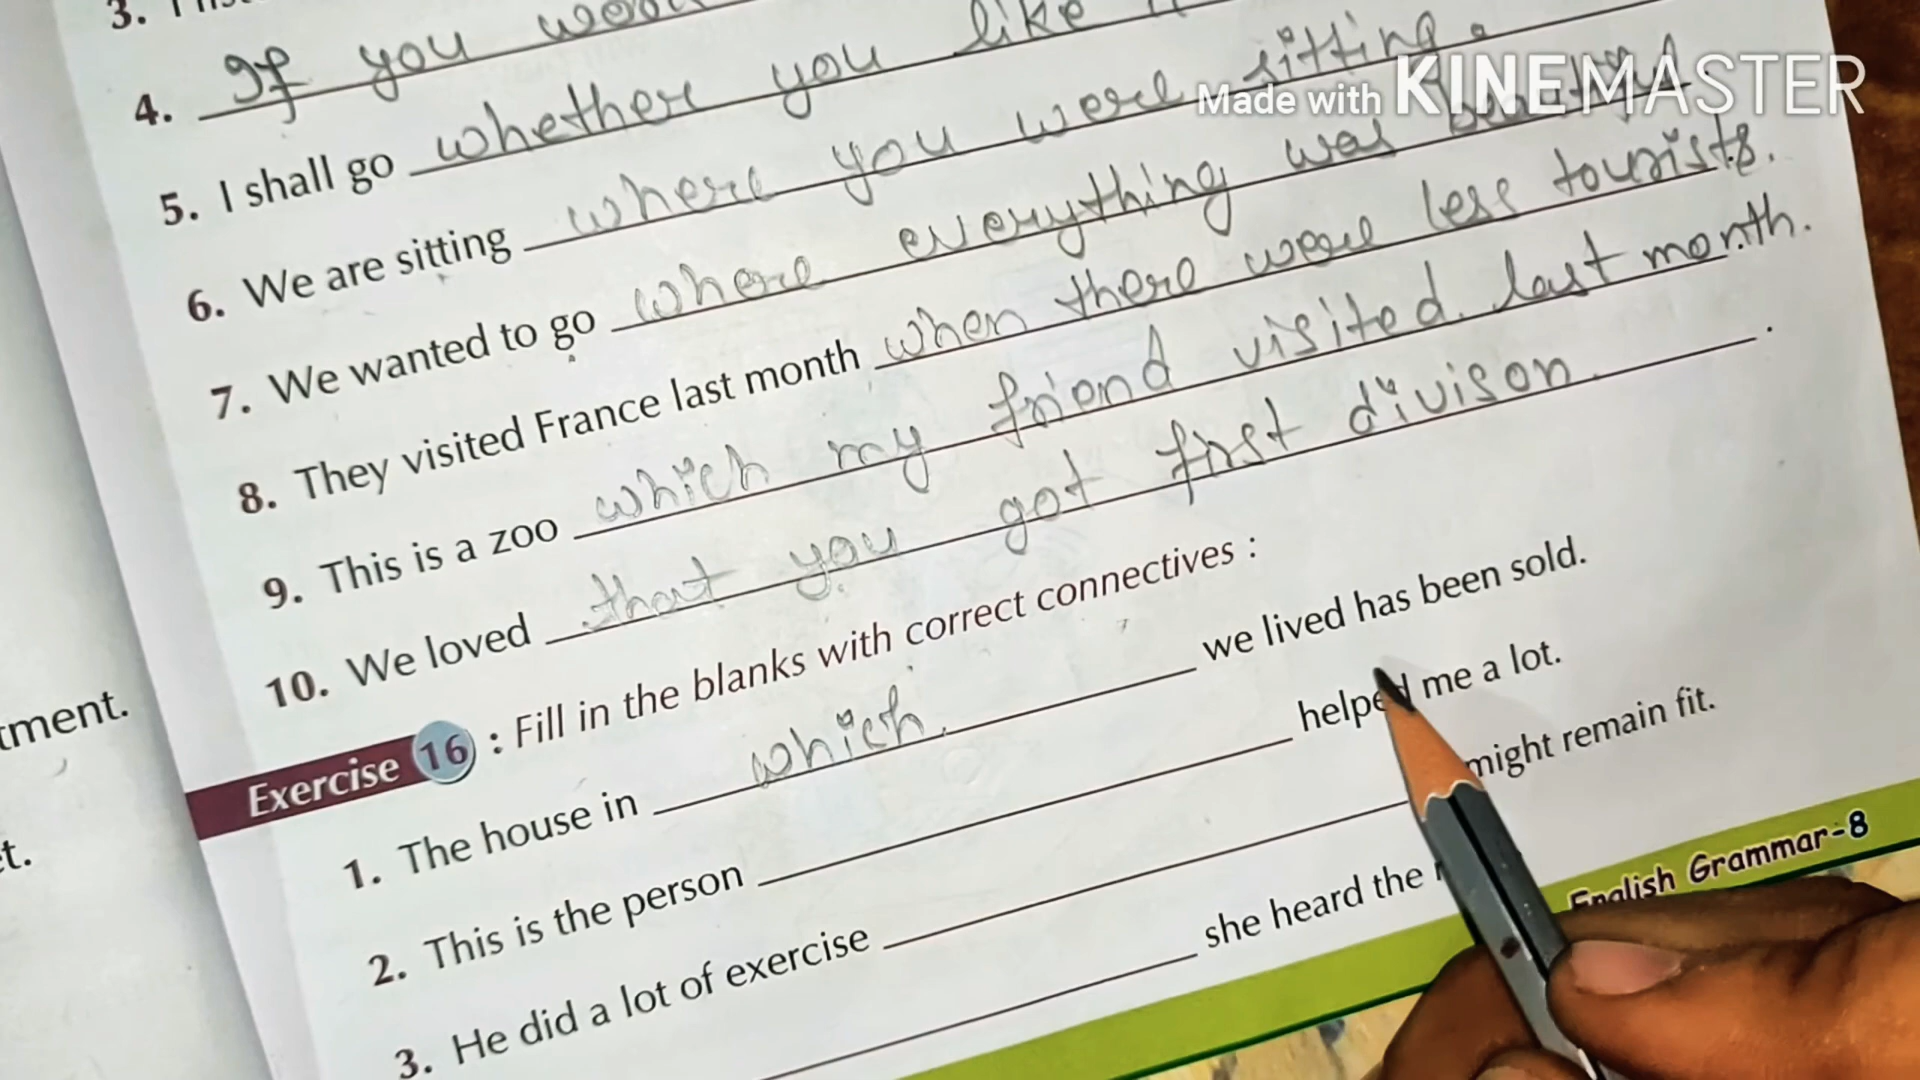 3.
4. If you
5. I shall go whether you like
6. We are sitting where you were sitting.
7. We wanted to go where everything was
8. They visited France last month when there were less tourists.
9. This is a zoo which my friend visited last month.
10. We loved that you got first divison.
Exercise 16 : Fill in the blanks with correct connectives :
1. The house in which we lived has been sold.
2. This is the person helped me a lot.
3. He did a lot of exercise might remain fit.
she heard the
English Grammar-8
tment.
t.
Made with KINEMASTER